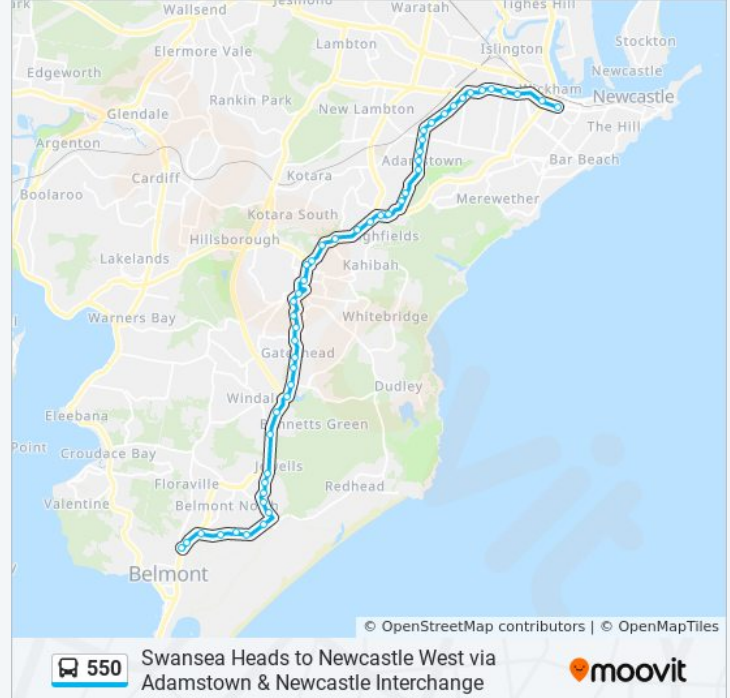 Wallsend
Waratah
Tighes Hill
Lambton
Islington
Stockton
Elermore Vale
Edgeworth
Newcastle
Wickham
Newcastle
Rankin Park
New Lambton
Glendale
The Hill
Argenton
Adamstown
Bar Beach
Cardiff
Kotara
Boolaroo
Merewether
Kotara South
Hillsborough
ghfields
Lakelands
Kahibah
Warners Bay
Whitebridge
Gateshead
Dudley
Windal
Eleebana
Bennetts Green
Point
Croudace Bay
Jewells
Floraville
Redhead
Valentine
Belmont North
Belmont
© OpenStreetMap contributors | © OpenMapTiles
550
Swansea Heads to Newcastle West via
Adamstown & Newcastle Interchange
moovit